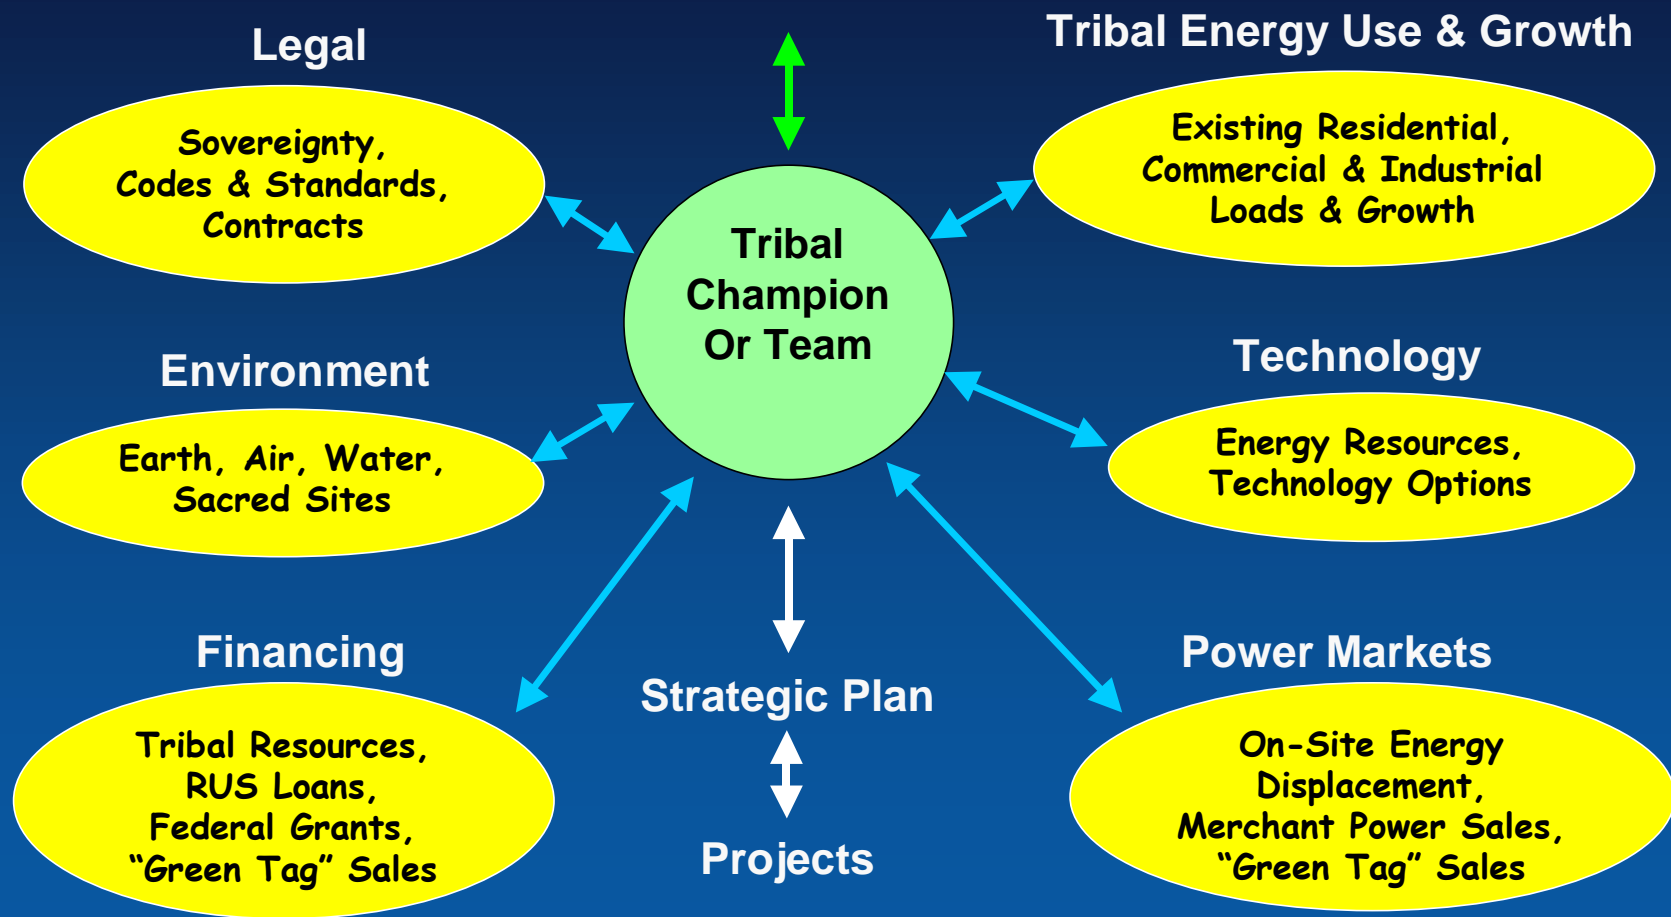 Legal
Sovereignty,
Codes & Standards,
Contracts
Tribal Energy Use & Growth
Existing Residential,
Commercial & Industrial
Loads & Growth
Tribal
Champion
Or Team
Environment
Earth, Air, Water,
Sacred Sites
Technology
Energy Resources,
Technology Options
Financing
Tribal Resources,
RUS Loans,
Federal Grants,
“Green Tag” Sales
Strategic Plan
Projects
Power Markets
On-Site Energy
Displacement,
Merchant Power Sales,
“Green Tag” Sales